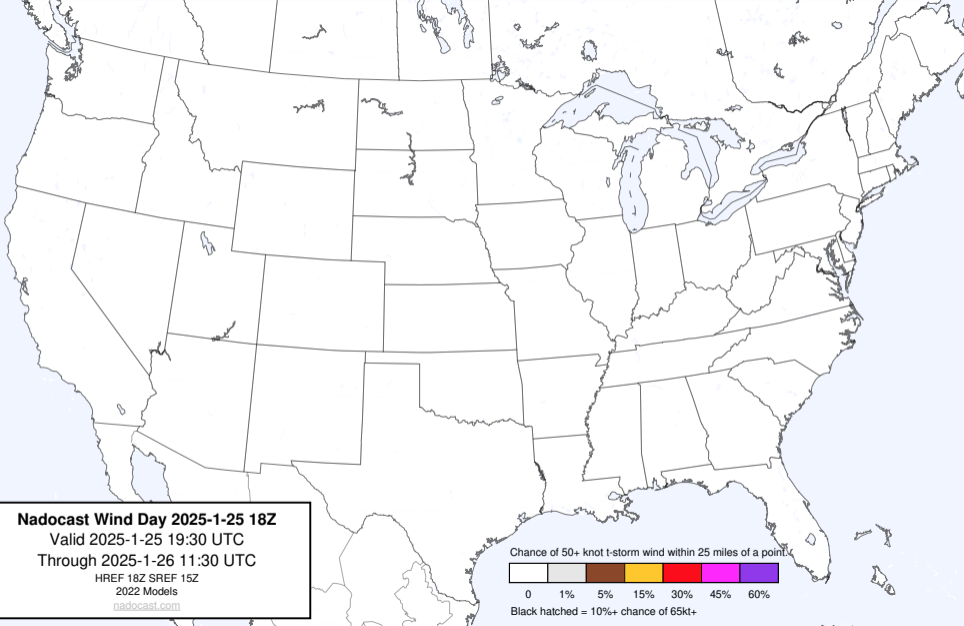 Nadocast Wind Day 2025-1-25 18Z
Valid 2025-1-25 19:30 UTC
Through 2025-1-26 11:30 UTC
HREF 18Z SREF 15Z
2022 Models
nadocast.com
Chance of 50+ knot t-storm wind within 25 miles of a point.
0 1% 5% 15% 30% 45% 60%
Black hatched = 10%+ chance of 65kt+